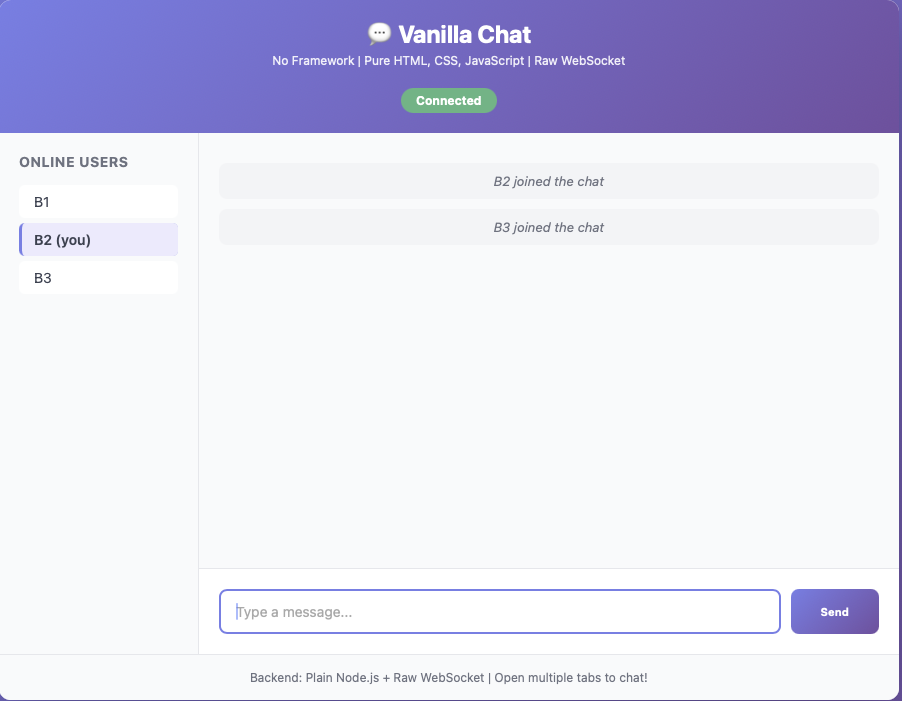 💬 Vanilla Chat
No Framework | Pure HTML, CSS, JavaScript | Raw WebSocket
Connected
ONLINE USERS
B1
B2 (you)
B3
B2 joined the chat
B3 joined the chat
Type a message...
Send
Backend: Plain Node.js + Raw WebSocket | Open multiple tabs to chat!